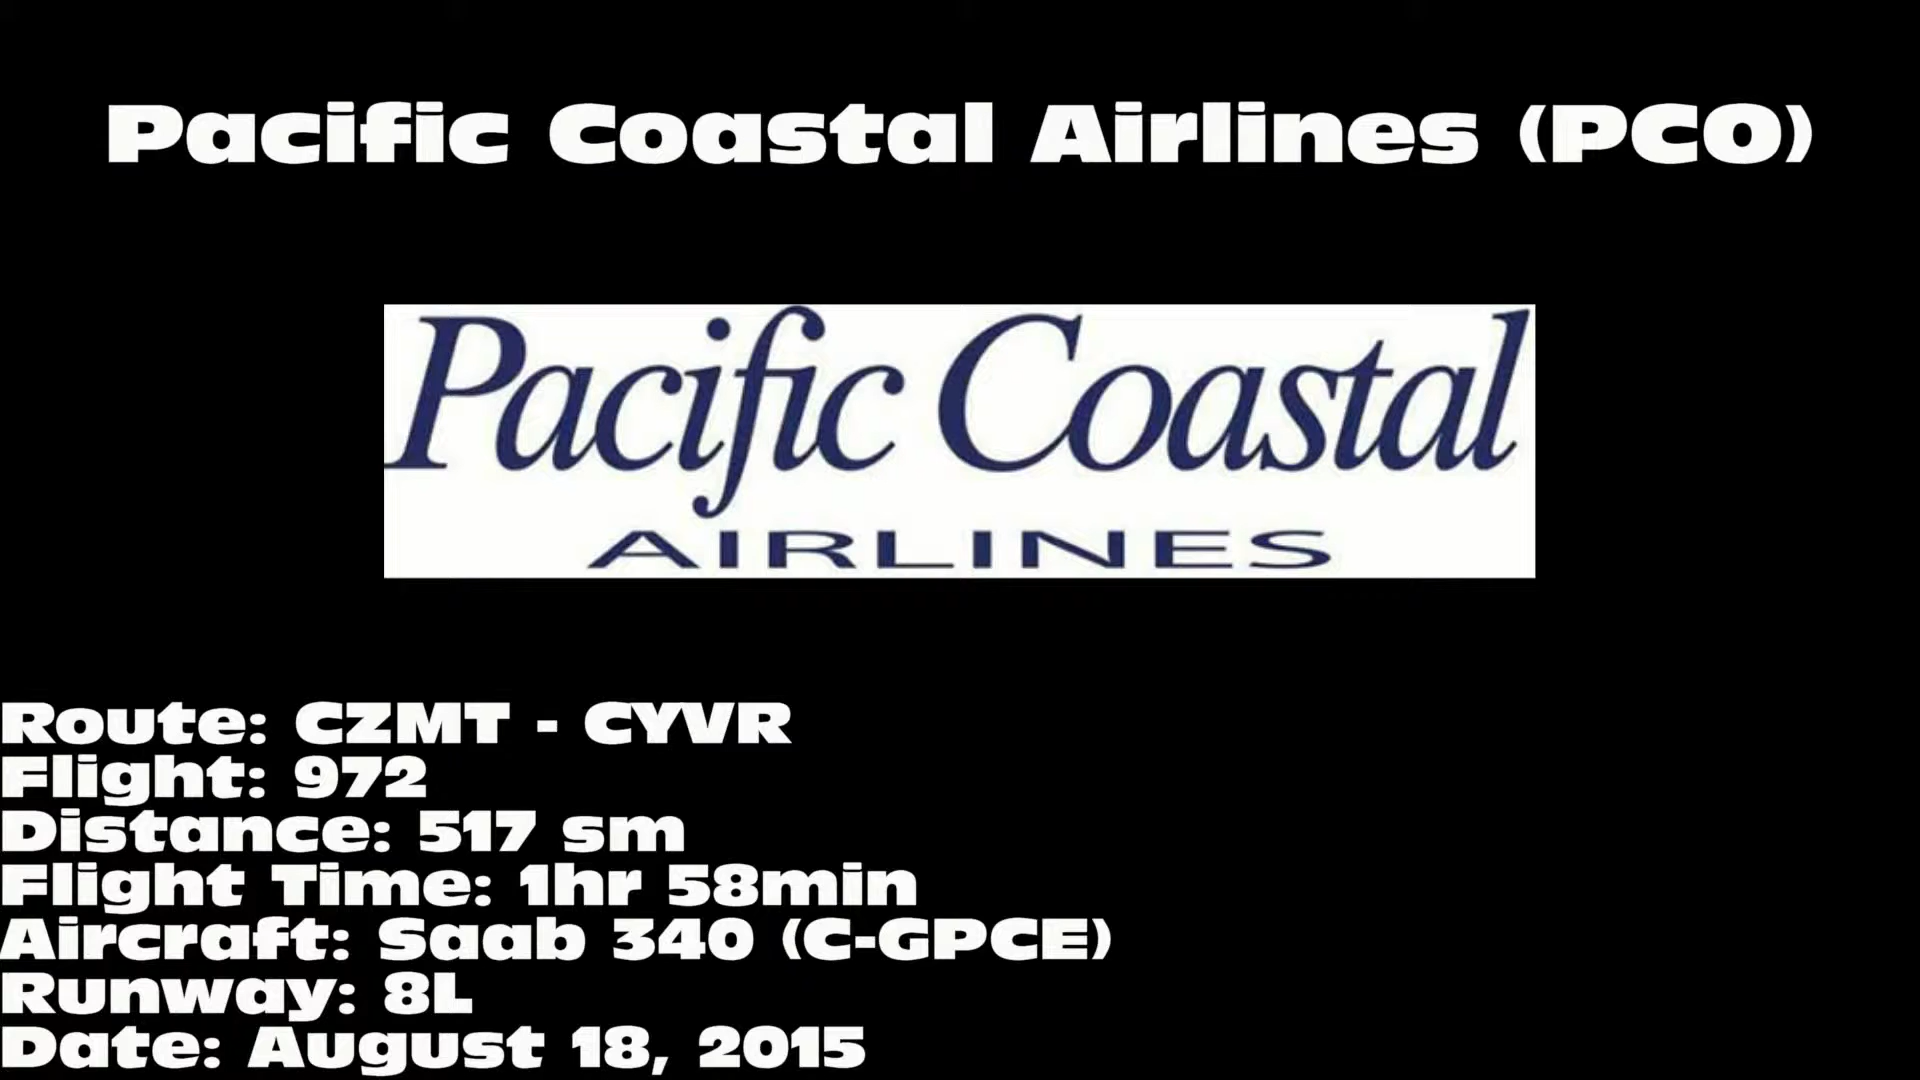 Pacific Coastal Airlines (PCO)
Pacific Coastal
AIRLINES
Route: CZMT - CYVR
Flight: 972
Distance: 517 sm
Flight Time: 1hr 58min
Aircraft: Saab 340 (C-GPCE)
Runway: 8L
Date: August 18, 2015